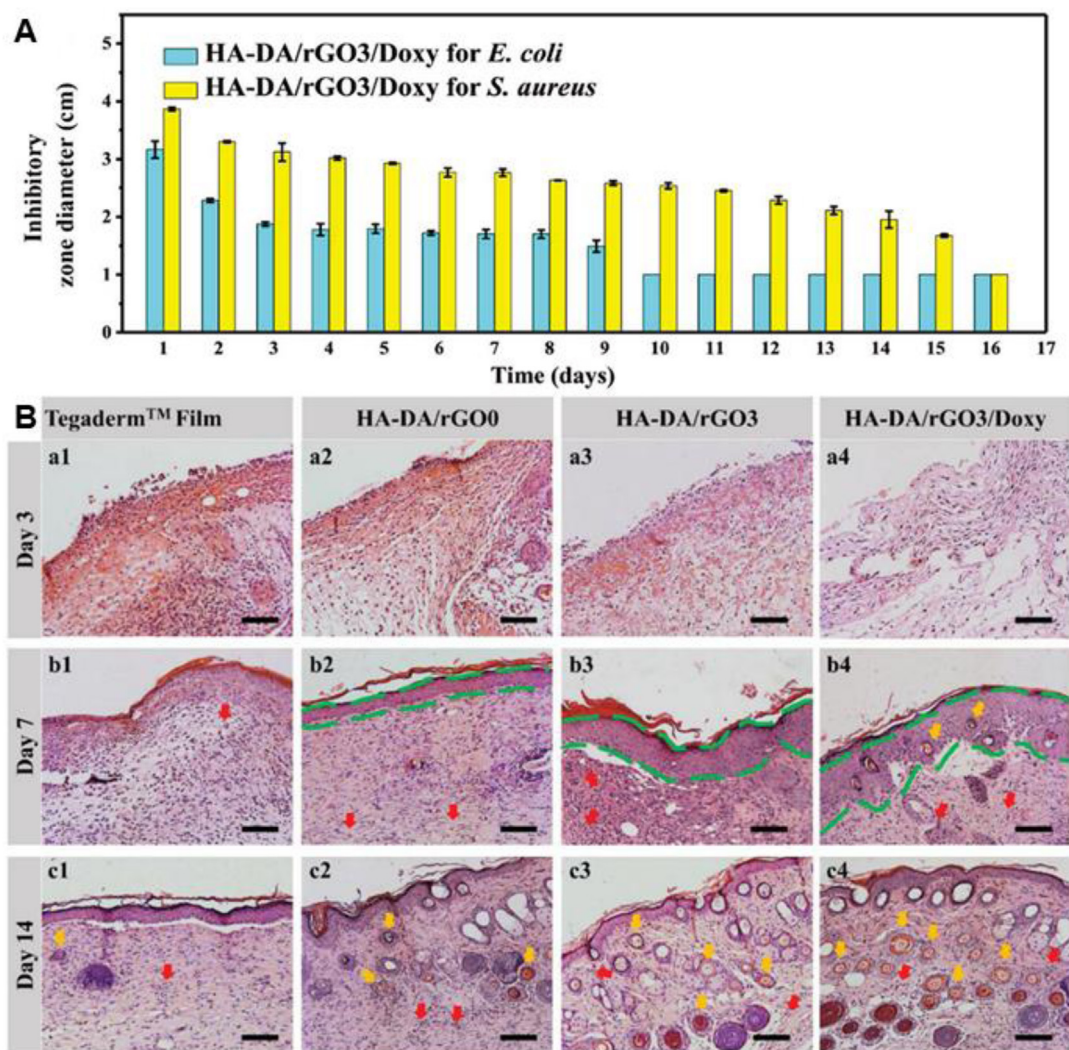 A
HA-DA/rGO3/Doxy for E. coli
HA-DA/rGO3/Doxy for S. aureus
Inhibitory
zone diameter (cm)
5
4
3
2
1
0
1 2 3 4 5 6 7 8 9 10 11 12 13 14 15 16 17
Time (days)
B
Tegaderm™ Film HA-DA/rGO0 HA-DA/rGO3 HA-DA/rGO3/Doxy
Day 3
a1 a2 a3 a4
Day 7
b1 b2 b3 b4
Day 14
c1 c2 c3 c4